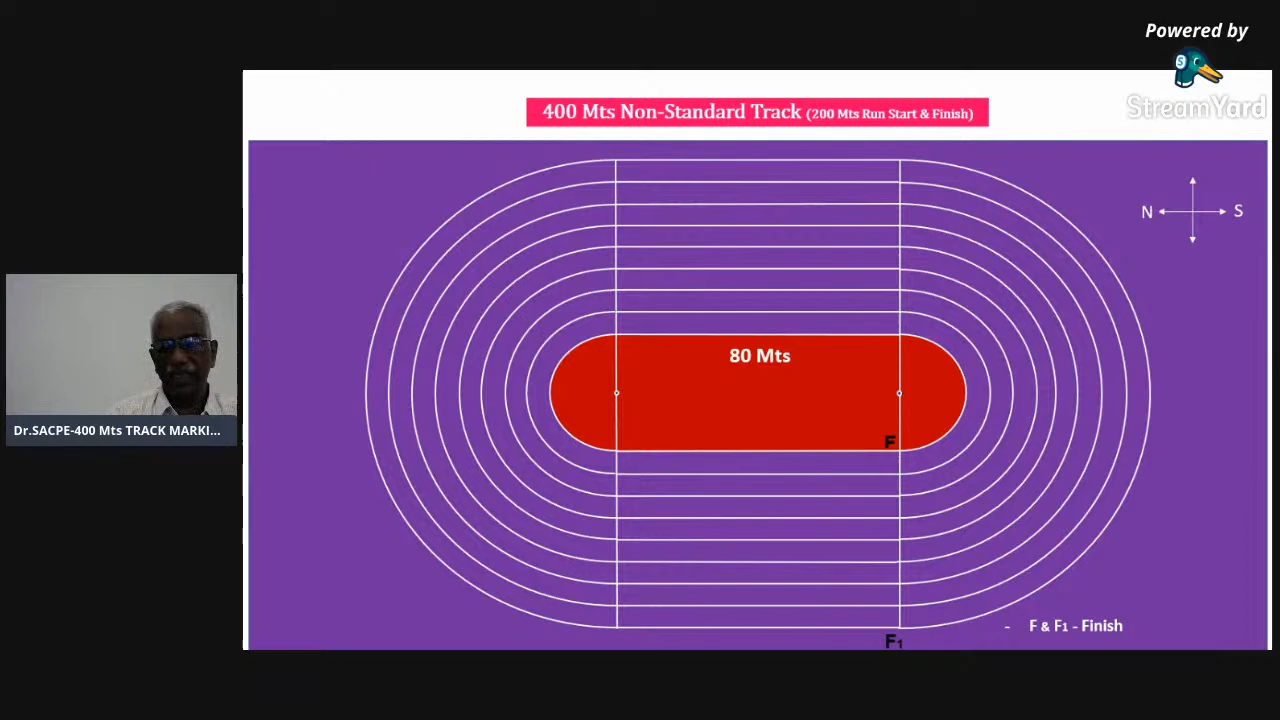 Powered by
StreamYard
400 Mts Non-Standard Track (200 Mts Run Start & Finish)
N S
80 Mts
F
Dr.SACPE-400 Mts TRACK MARKI...
- F & F1 - Finish
F1